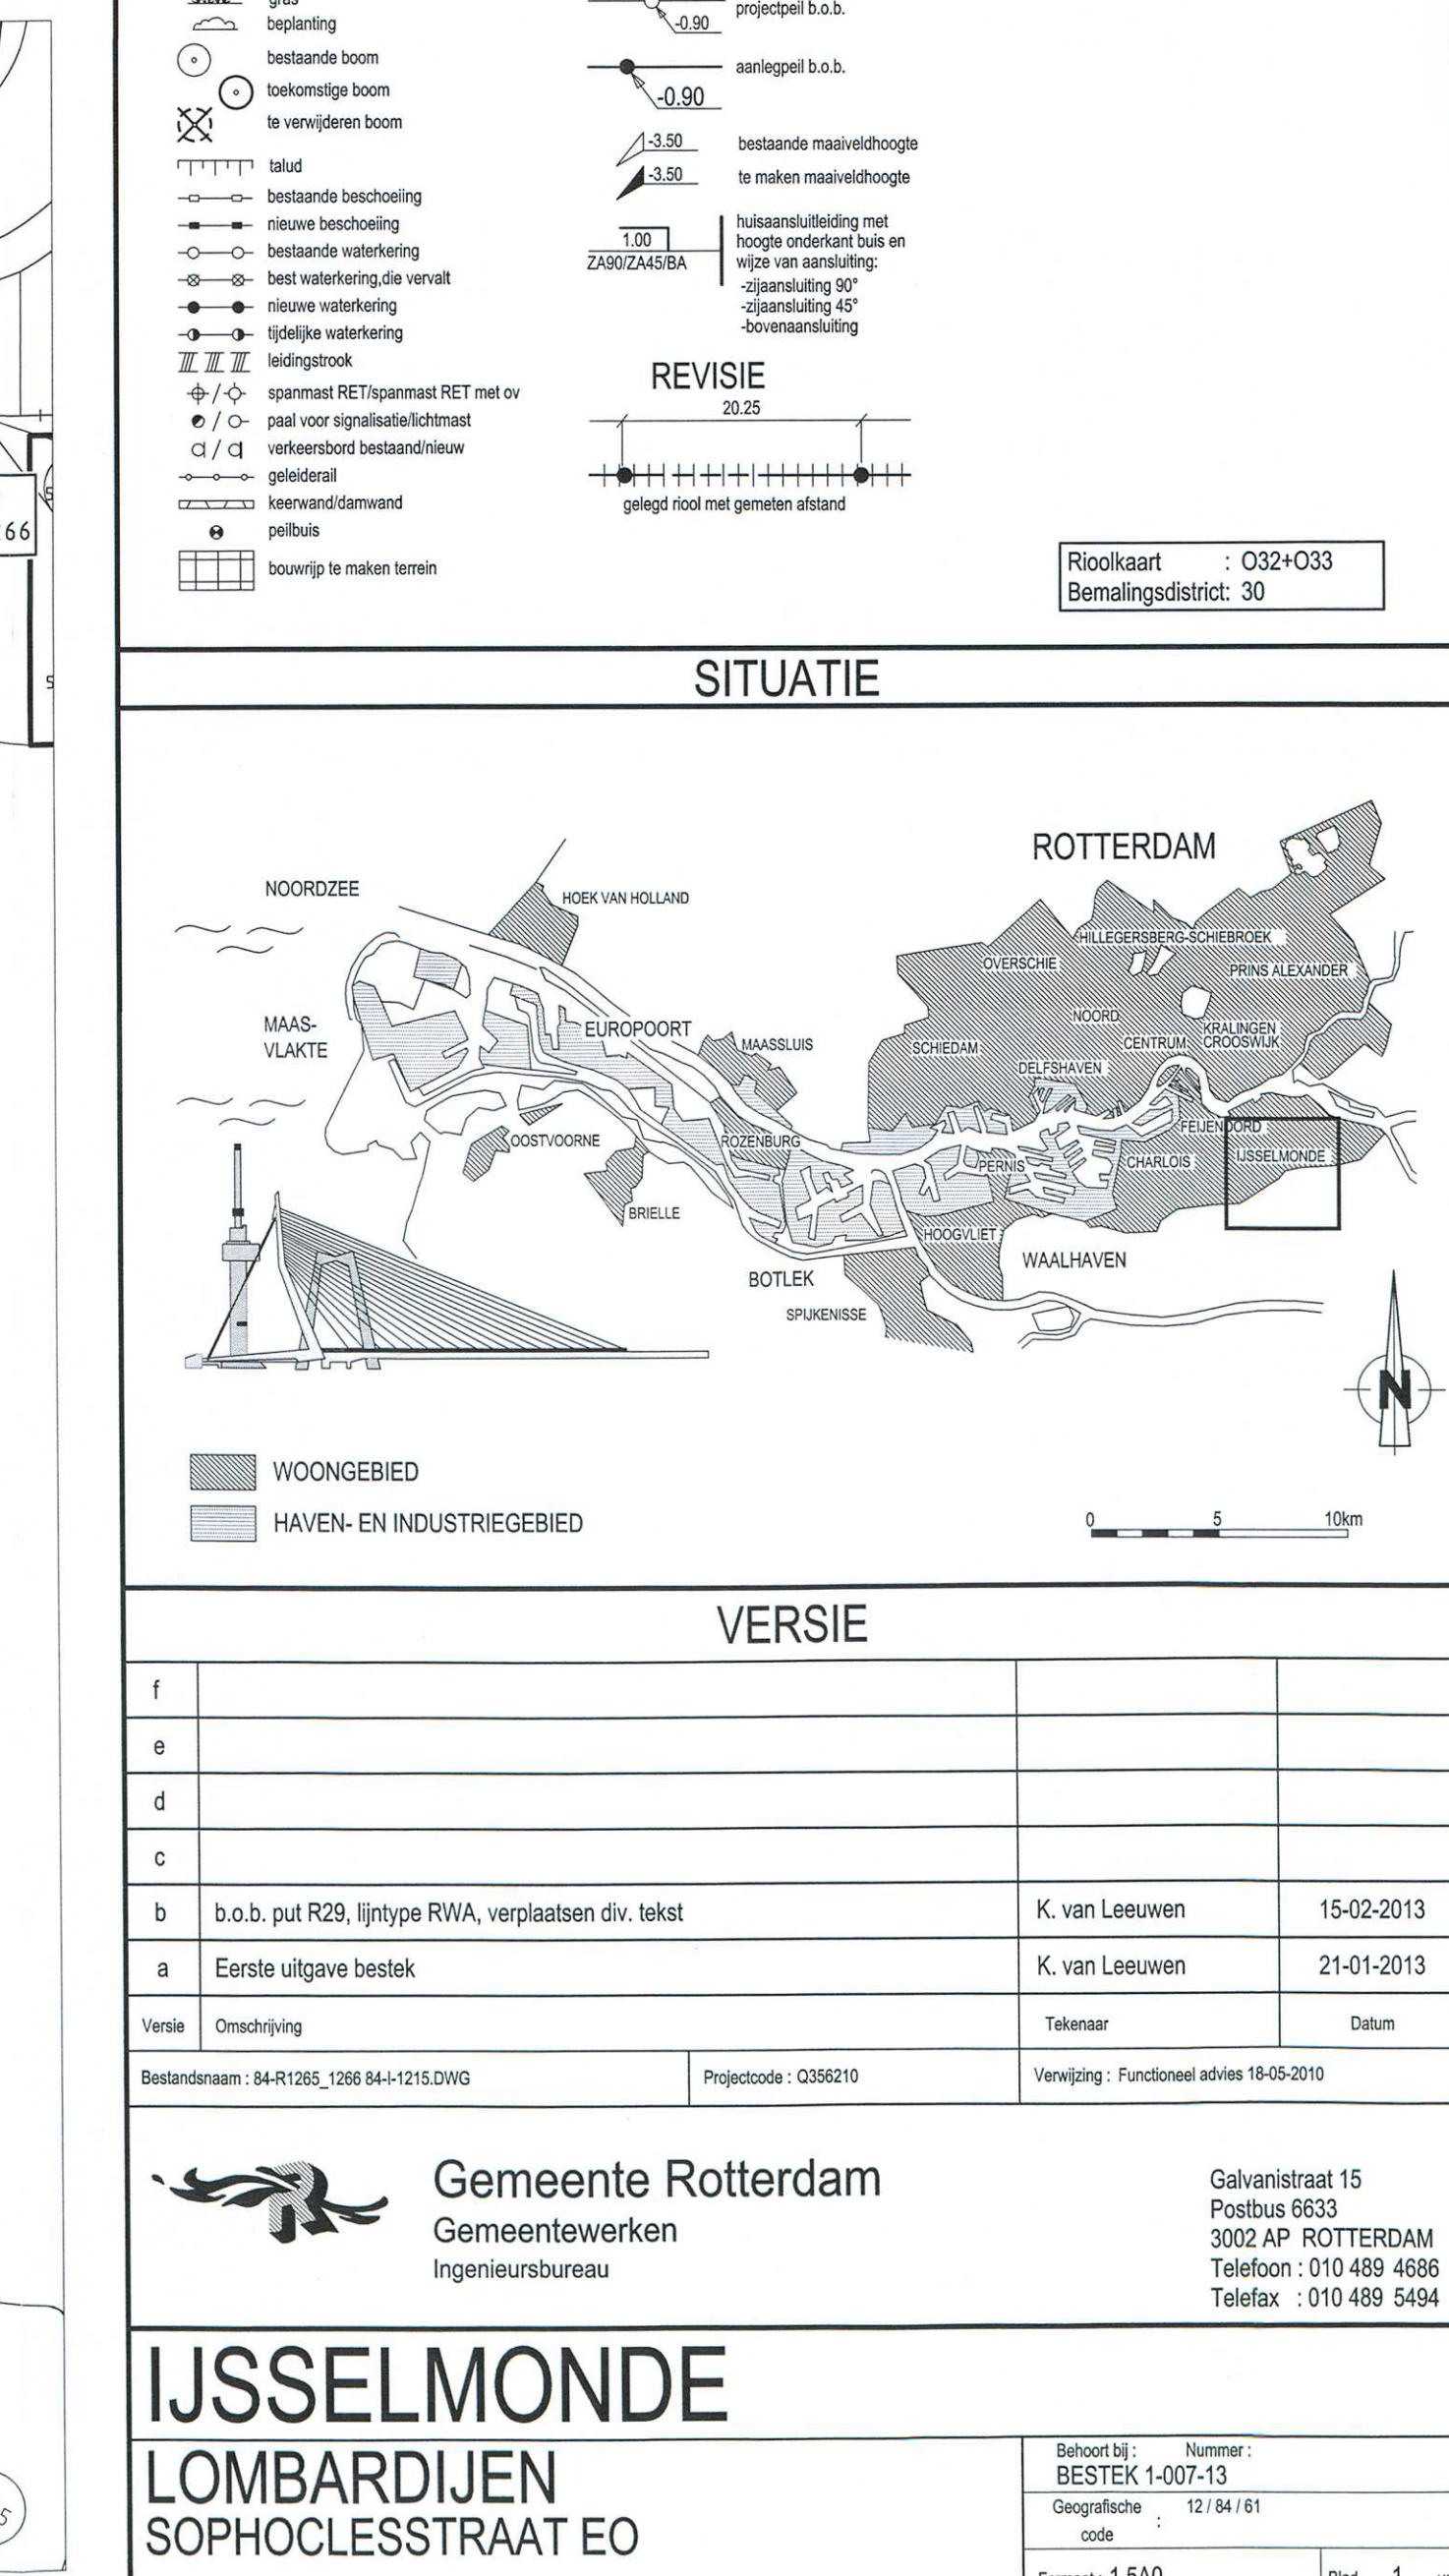 gras
beplanting
bestaande boom
toekomstige boom
te verwijderen boom
talud
bestaande beschoeiing
nieuwe beschoeiing
bestaande waterkering
best waterkering,die vervalt
nieuwe waterkering
tijdelijke waterkering
leidingstrook
spanmast RET/spanmast RET met ov
paal voor signalisatie/lichtmast
verkeersbord bestaand/nieuw
geleiderail
keerwand/damwand
peilbuis
bouwrijp te maken terrein
projectpeil b.o.b.
-0.90
aanlegpeil b.o.b.
-0.90
-3.50 bestaande maaiveldhoogte
-3.50 te maken maaiveldhoogte
1.00
ZA90/ZA45/BA
huisaansluitleiding met
hoogte onderkant buis en
wijze van aansluiting:
-zijaansluiting 90°
-zijaansluiting 45°
-bovenaansluiting
REVISIE
20.25
gelegd riool met gemeten afstand
66
Rioolkaart : O32+O33
Bemalingsdistrict: 30
SITUATIE
ROTTERDAM
NOORDZEE
HOEK VAN HOLLAND
HILLEGERSBERG-SCHIEBROEK
OVERSCHIE
PRINS ALEXANDER
NOORD
MAAS-
VLAKTE
EUROPOORT
MAASSLUIS
SCHIEDAM
CENTRUM
KRALINGEN
CROOSWIJK
DELFSHAVEN
OOSTVOORNE
ROZENBURG
FEIJENOORD
PERNIS
CHARLOIS
IJSSELMONDE
BRIELLE
HOOGVLIET
WAALHAVEN
BOTLEK
SPIJKENISSE
N
WOONGEBIED
HAVEN- EN INDUSTRIEGEBIED
0 5 10km
VERSIE
f
e
d
c
b b.o.b. put R29, lijntype RWA, verplaatsen div. tekst K. van Leeuwen 15-02-2013
a Eerste uitgave bestek K. van Leeuwen 21-01-2013
Versie Omschrijving Tekenaar Datum
Bestandsnaam : 84-R1265_1266 84-I-1215.DWG Projectcode : Q356210 Verwijzing : Functioneel advies 18-05-2010
R
Gemeente Rotterdam
Gemeentewerken
Ingenieursbureau
Galvanistraat 15
Postbus 6633
3002 AP ROTTERDAM
Telefoon : 010 489 4686
Telefax : 010 489 5494
IJSSELMONDE
LOMBARDIJEN
SOPHOCLESSTRAAT EO
Behoort bij : Nummer :
BESTEK 1-007-13
Geografische : 12 / 84 / 61
code
5